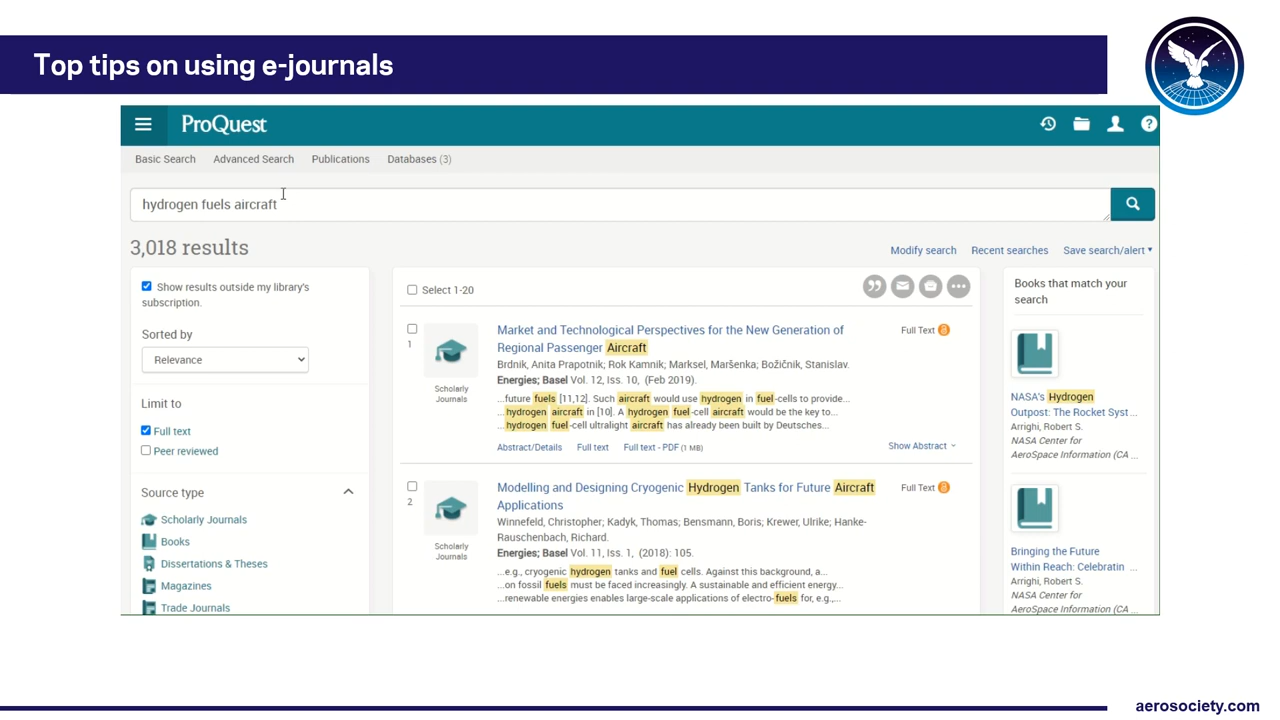 Top tips on using e-journals
ProQuest
?
Basic Search Advanced Search Publications Databases (3)
hydrogen fuels aircraft
3,018 results
Modify search Recent searches Save search/alert
Show results outside my library's
subscription.
Sorted by
Relevance
Limit to
Full text
Peer reviewed
Source type
Scholarly Journals
Books
Dissertations & Theses
Magazines
Trade Journals
Select 1-20
1
Scholarly
Journals
Market and Technological Perspectives for the New Generation of
Regional Passenger Aircraft
Full Text
Brdnik, Anita Prapotnik; Rok Kamnik; Marksel, Maršenka; Božičnik, Stanislav.
Energies; Basel Vol. 12, Iss. 10, (Feb 2019).
...future fuels [11,12]. Such aircraft would use hydrogen in fuel-cells to provide...
...hydrogen aircraft in [10]. A hydrogen fuel-cell aircraft would be the key to...
...hydrogen fuel-cell ultralight aircraft has already been built by Deutsches...
Abstract/Details Full text Full text - PDF (1 MB) Show Abstract
2
Scholarly
Journals
Modelling and Designing Cryogenic Hydrogen Tanks for Future Aircraft
Applications
Full Text
Winnefeld, Christopher; Kadyk, Thomas; Bensmann, Boris; Krewer, Ulrike; Hanke-
Rauschenbach, Richard.
Energies; Basel Vol. 11, Iss. 1, (2018): 105.
...e.g., cryogenic hydrogen tanks and fuel cells. Against this background, a...
...on fossil fuels must be faced increasingly. A sustainable and efficient energy...
...renewable energies enables large-scale applications of electro-fuels for, e.g.,...
Books that match your
search
NASA's Hydrogen
Outpost: The Rocket Syst ...
Arrighi, Robert S.
NASA Center for
AeroSpace Information (CA ...
Bringing the Future
Within Reach: Celebratin ...
Arrighi, Robert S.
NASA Center for
AeroSpace Information (CA ...
aerosociety.com